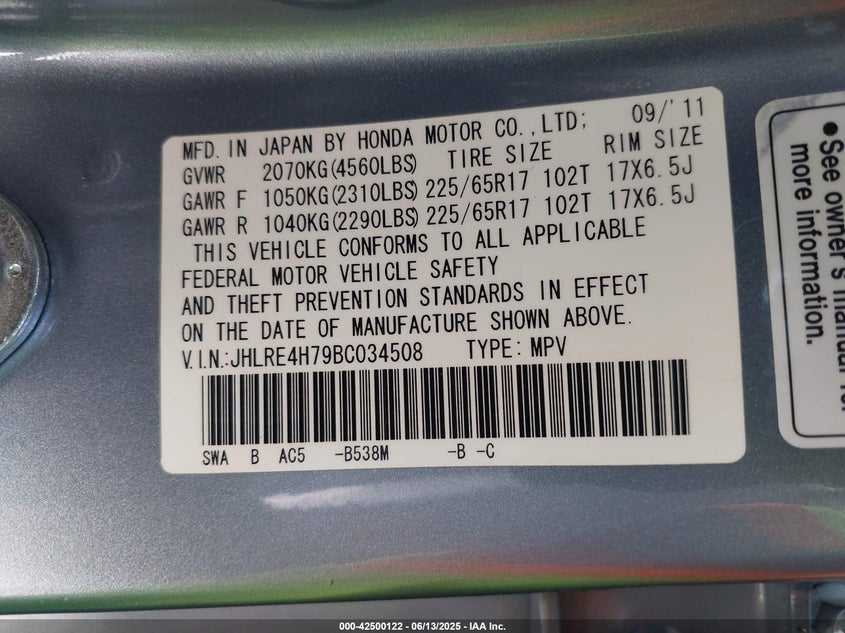 MFD. IN JAPAN BY HONDA MOTOR CO.,LTD; 09/'11
GVWR 2070KG(4560LBS) TIRE SIZE RIM SIZE
GAWR F 1050KG(2310LBS) 225/65R17 102T 17X6.5J
GAWR R 1040KG(2290LBS) 225/65R17 102T 17X6.5J
THIS VEHICLE CONFORMS TO ALL APPLICABLE
FEDERAL MOTOR VEHICLE SAFETY
AND THEFT PREVENTION STANDARDS IN EFFECT
ON THE DATE OF MANUFACTURE SHOWN ABOVE.
V.I.N.:JHLRE4H79BC034508 TYPE: MPV
SWA B AC5 -B538M -B -C
•See owner's manual for
more information.
000-42500122 - 06/13/2025 - IAA Inc.